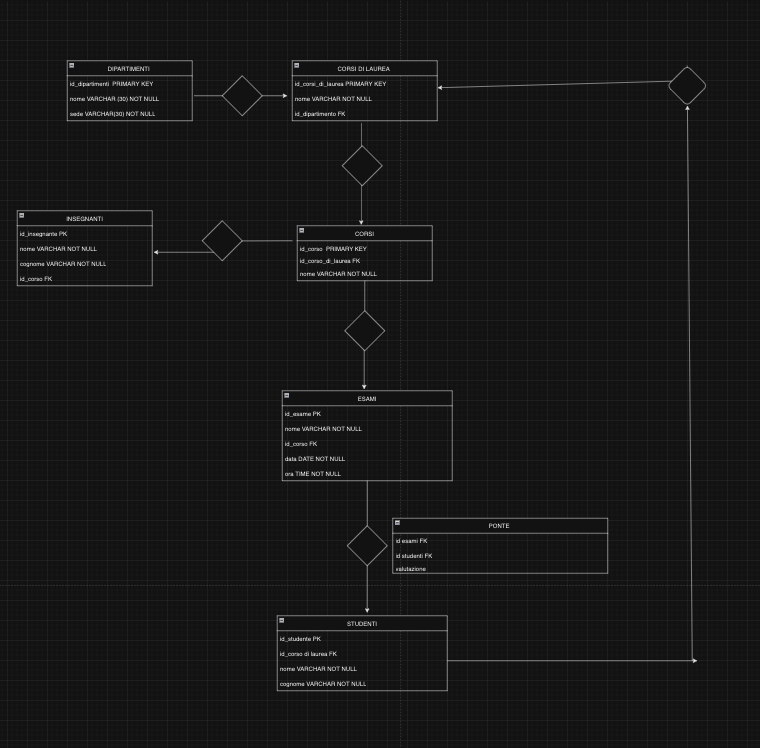 DIPARTIMENTI
id_dipartimenti PRIMARY KEY
nome VARCHAR (30) NOT NULL
sede VARCHAR(30) NOT NULL
CORSI DI LAUREA
id_corsi_di_laurea PRIMARY KEY
nome VARCHAR NOT NULL
id_dipartimento FK
INSEGNANTI
id_insegnante PK
nome VARCHAR NOT NULL
cognome VARCHAR NOT NULL
id_corso FK
CORSI
id_corso PRIMARY KEY
id_corso_di_laurea FK
nome VARCHAR NOT NULL
ESAMI
id_esame PK
nome VARCHAR NOT NULL
id_corso FK
data DATE NOT NULL
ora TIME NOT NULL
PONTE
id esami FK
id studenti FK
valutazione
STUDENTI
id_studente PK
id_corso di laurea FK
nome VARCHAR NOT NULL
cognome VARCHAR NOT NULL